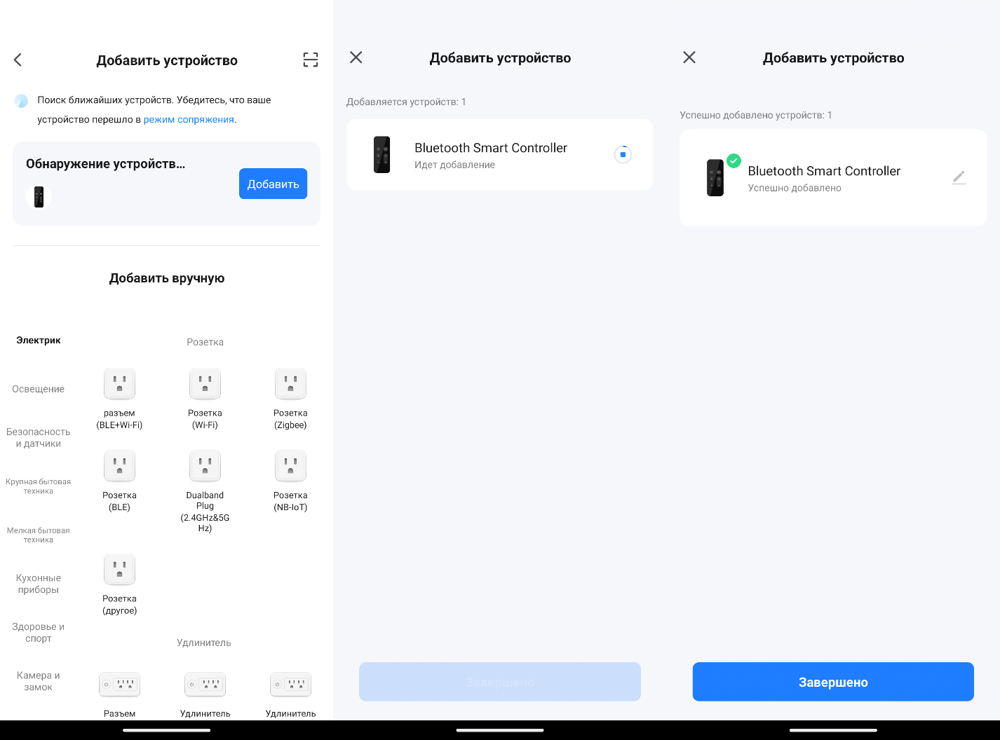 Добавить устройство
Поиск ближайших устройств. Убедитесь, что ваше
устройство перешло в режим сопряжения.
Обнаружение устройств...
Добавить
Добавить вручную
Электрик
Освещение
Безопасность
и датчики
Крупная бытовая
техника
Мелкая бытовая
техника
Кухонные
приборы
Здоровье и
спорт
Камера и
замок
Розетка
разъем
(BLE+Wi-Fi)
Розетка
(Wi-Fi)
Розетка
(Zigbee)
Розетка
(BLE)
Dualband
Plug
(2.4GHz&5G
Hz)
Розетка
(NB-IoT)
Розетка
(другое)
Удлинитель
Разъем
Удлинитель
Удлинитель
Добавить устройство
Добавляется устройств: 1
Bluetooth Smart Controller
Идет добавление
Завершено
Добавить устройство
Успешно добавлено устройств: 1
Bluetooth Smart Controller
Успешно добавлено
Завершено